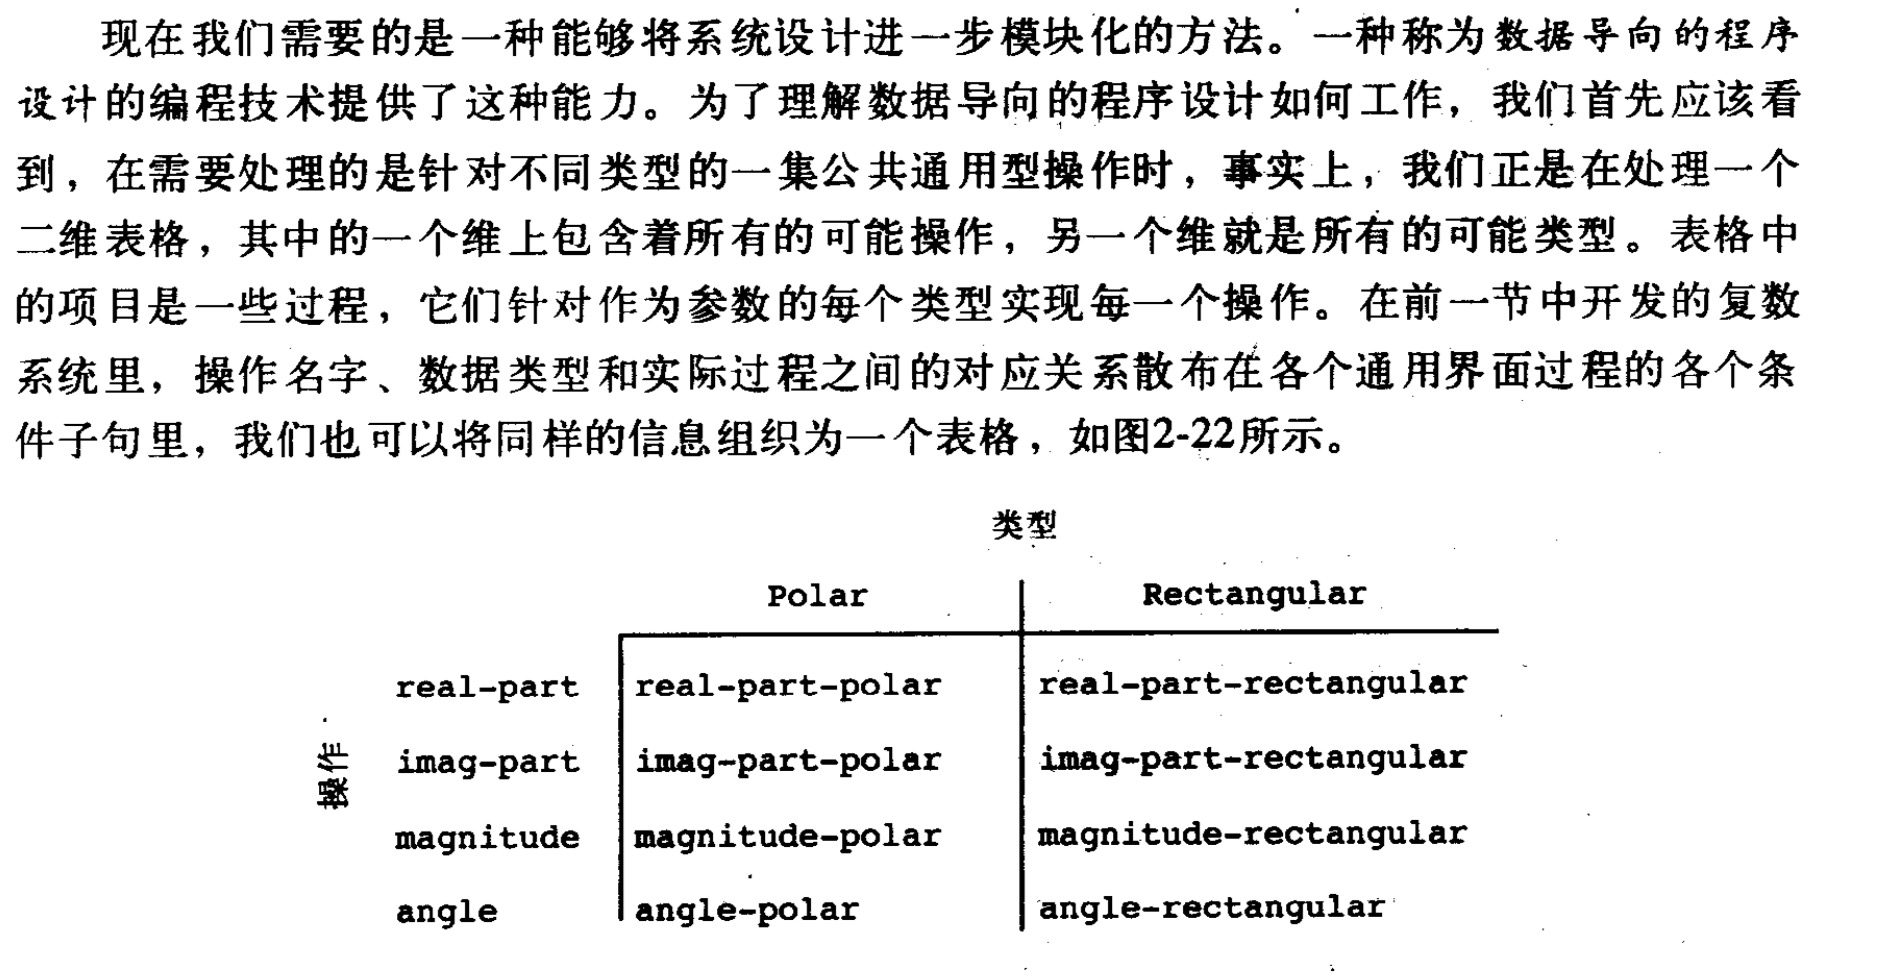 现在我们需要的是一种能够将系统设计进一步模块化的方法。一种称为数据导向的程序
设计的编程技术提供了这种能力。为了理解数据导向的程序设计如何工作，我们首先应该看
到，在需要处理的是针对不同类型的一集公共通用型操作时，事实上，我们正是在处理一个
二维表格，其中的一个维上包含着所有的可能操作，另一个维就是所有的可能类型。表格中
的项目是一些过程，它们针对作为参数的每个类型实现每一个操作。在前一节中开发的复数
系统里，操作名字、数据类型和实际过程之间的对应关系散布在各个通用界面过程的各个条
件子句里，我们也可以将同样的信息组织为一个表格，如图2-22所示。
类型
Polar Rectangular
操作
real-part real-part-polar real-part-rectangular
imag-part imag-part-polar imag-part-rectangular
magnitude magnitude-polar magnitude-rectangular
angle angle-polar angle-rectangular